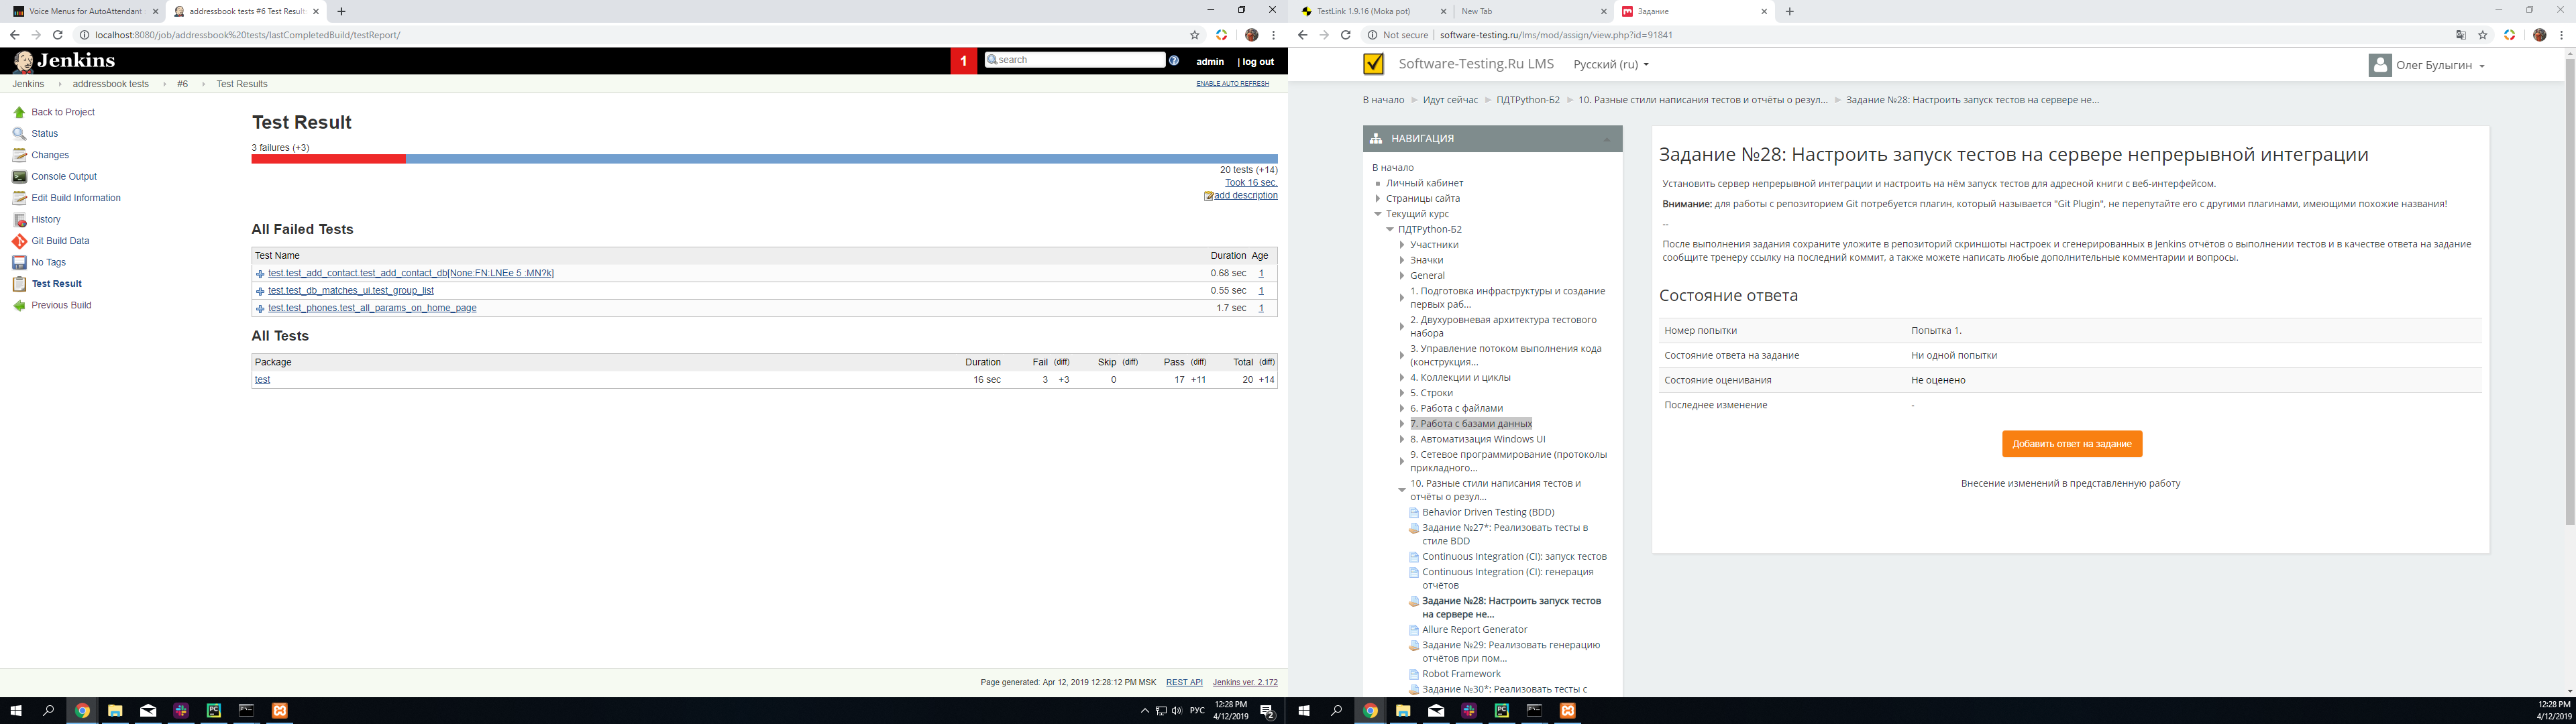 Voice Menus for AutoAttendant
addressbook tests #6 Test Result
localhost:8080/job/addressbook%20tests/lastCompletedBuild/testReport/
Jenkins
1
search
admin
| log out
Jenkins
addressbook tests
#6
Test Results
ENABLE AUTO REFRESH
Back to Project
Status
Changes
Console Output
Edit Build Information
History
Git Build Data
No Tags
Test Result
Previous Build
Test Result
3 failures (+3)
20 tests (+14)
Took 16 sec.
add description
All Failed Tests
Test Name Duration Age
test.test_add_contact.test_add_contact_db[None:FN:LNEe 5 :MN?k] 0.68 sec 1
test.test_db_matches_ui.test_group_list 0.55 sec 1
test.test_phones.test_all_params_on_home_page 1.7 sec 1
All Tests
Package Duration Fail (diff) Skip (diff) Pass (diff) Total (diff)
test 16 sec 3 +3 0 17 +11 20 +14
Page generated: Apr 12, 2019 12:28:12 PM MSK REST API Jenkins ver. 2.172
РУС
12:28 PM
4/12/2019
2
TestLink 1.9.16 (Moka pot)
New Tab
Задание
Not secure | software-testing.ru/lms/mod/assign/view.php?id=91841
Software-Testing.Ru LMS
Русский (ru)
Олег Булыгин
В начало
Идут сейчас
ПДТPython-Б2
10. Разные стили написания тестов и отчёты о резул...
Задание №28: Настроить запуск тестов на сервере не...
НАВИГАЦИЯ
В начало
Личный кабинет
Страницы сайта
Текущий курс
ПДТPython-Б2
Участники
Значки
General
1. Подготовка инфраструктуры и создание
первых раб...
2. Двухуровневая архитектура тестового
набора
3. Управление потоком выполнения кода
(конструкция...
4. Коллекции и циклы
5. Строки
6. Работа с файлами
7. Работа с базами данных
8. Автоматизация Windows UI
9. Сетевое программирование (протоколы
прикладного...
10. Разные стили написания тестов и
отчёты о резул...
Behavior Driven Testing (BDD)
Задание №27*: Реализовать тесты в
стиле BDD
Continuous Integration (CI): запуск тестов
Continuous Integration (CI): генерация
отчётов
Задание №28: Настроить запуск тестов
на сервере не...
Allure Report Generator
Задание №29: Реализовать генерацию
отчётов при пом...
Robot Framework
Задание №30*: Реализовать тесты с
Задание №28: Настроить запуск тестов на сервере непрерывной интеграции
Установить сервер непрерывной интеграции и настроить на нём запуск тестов для адресной книги с веб-интерфейсом.
Внимание: для работы с репозиторием Git потребуется плагин, который называется "Git Plugin", не перепутайте его с другими плагинами, имеющими похожие названия!
--
После выполнения задания сохраните уложите в репозиторий скриншоты настроек и сгенерированных в Jenkins отчётов о выполнении тестов и в качестве ответа на задание
сообщите тренеру ссылку на последний коммит, а также можете написать любые дополнительные комментарии и вопросы.
Состояние ответа
Номер попытки Попытка 1.
Состояние ответа на задание Ни одной попытки
Состояние оценивания Не оценено
Последнее изменение -
Добавить ответ на задание
Внесение изменений в представленную работу
12:28 PM
4/12/2019